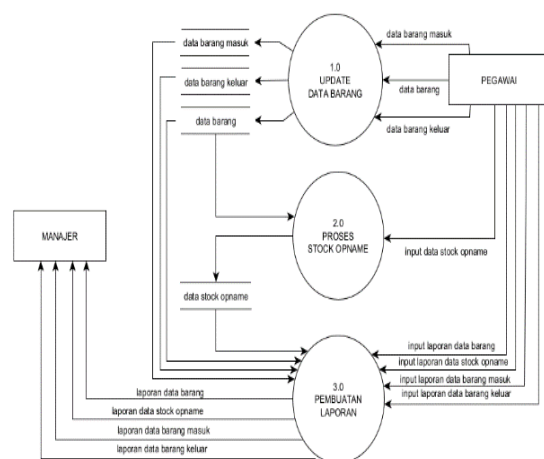 data barang masuk
data barang keluar
data barang
1.0
UPDATE
DATA BARANG
data barang masuk
data barang
data barang keluar
PEGAWAI
MANAJER
2.0
PROSES
STOCK OPNAME
input data stock opname
data stock opname
3.0
PEMBUATAN
LAPORAN
input laporan data barang
input laporan data stock opname
input laporan data barang masuk
input laporan data barang keluar
laporan data barang
laporan data stock opname
laporan data barang masuk
laporan data barang keluar